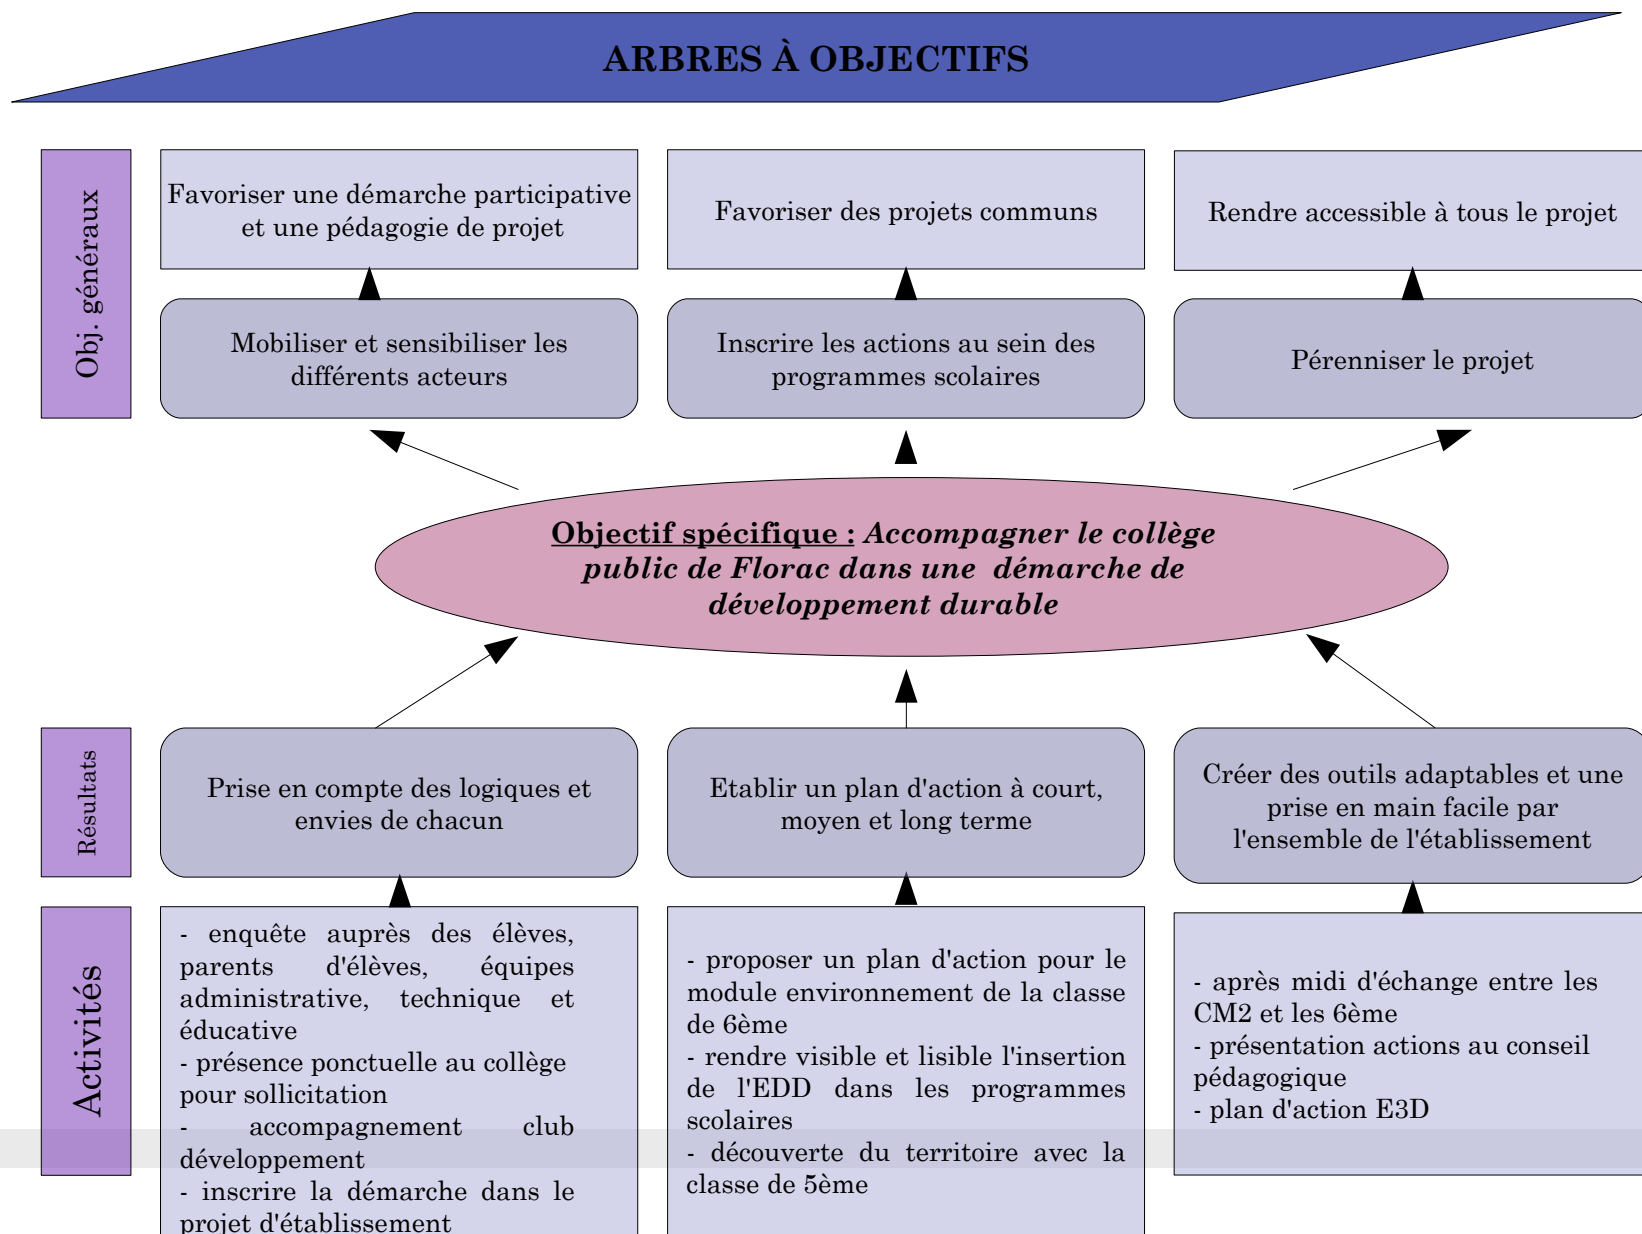 ARBRES À OBJECTIFS
Obj. généraux
Favoriser une démarche participative
et une pédagogie de projet
Favoriser des projets communs
Rendre accessible à tous le projet
Mobiliser et sensibiliser les
différents acteurs
Inscrire les actions au sein des
programmes scolaires
Pérenniser le projet
Objectif spécifique : Accompagner le collège
public de Florac dans une démarche de
développement durable
Résultats
Prise en compte des logiques et
envies de chacun
Etablir un plan d'action à court,
moyen et long terme
Créer des outils adaptables et une
prise en main facile par
l'ensemble de l'établissement
Activités
- enquête auprès des élèves,
parents d'élèves, équipes
administrative, technique et
éducative
- présence ponctuelle au collège
pour sollicitation
- accompagnement club
développement
- inscrire la démarche dans le
projet d'établissement
- proposer un plan d'action pour le
module environnement de la classe
de 6ème
- rendre visible et lisible l'insertion
de l'EDD dans les programmes
scolaires
- découverte du territoire avec la
classe de 5ème
- après midi d'échange entre les
CM2 et les 6ème
- présentation actions au conseil
pédagogique
- plan d'action E3D